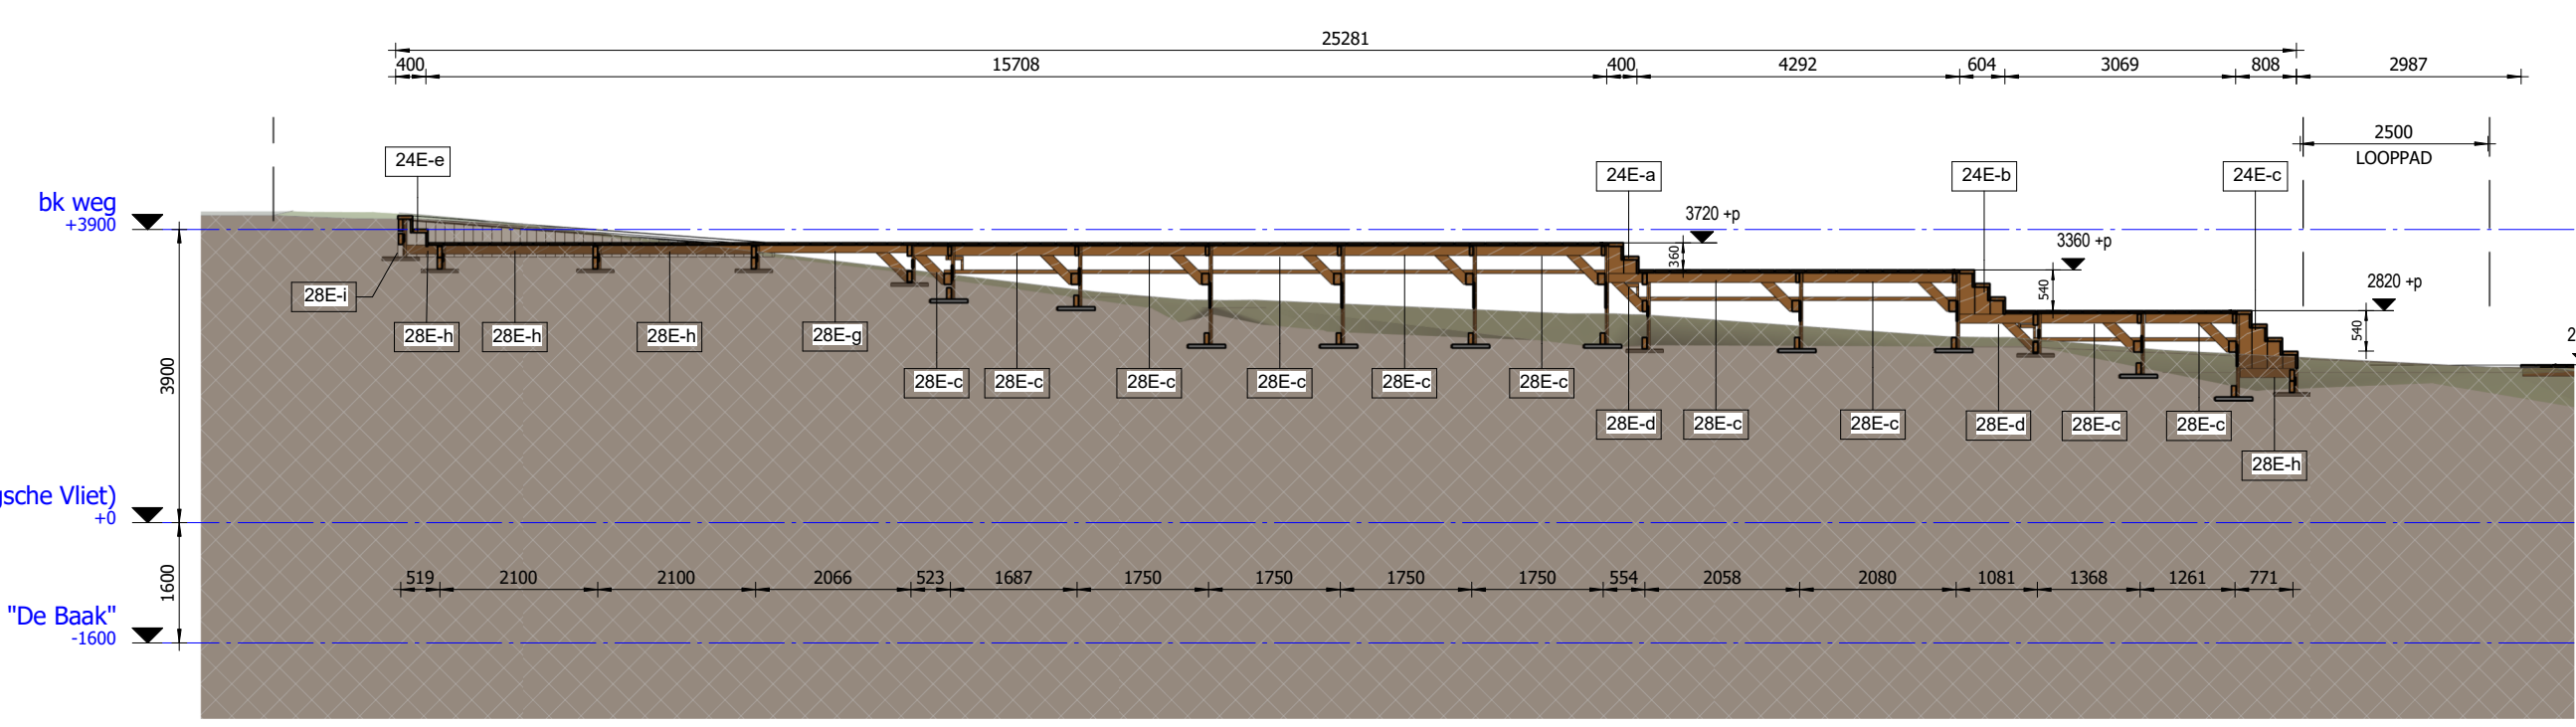 25281
400 15708 400 4292 604 3069 808 2987
2500
LOOPPAD
24E-e 24E-a 24E-b 24E-c
bk weg
+3900
3720 +p
360
3360 +p
540
2820 +p
540
2
28E-i
28E-h 28E-h 28E-h 28E-g
28E-c 28E-c 28E-c 28E-c 28E-c 28E-c
28E-d 28E-c 28E-c 28E-d 28E-c 28E-c
28E-h
3900
gsche Vliet)
+0
1600
519 2100 2100 2066 523 1687 1750 1750 1750 1750 554 2058 2080 1081 1368 1261 771
"De Baak"
-1600